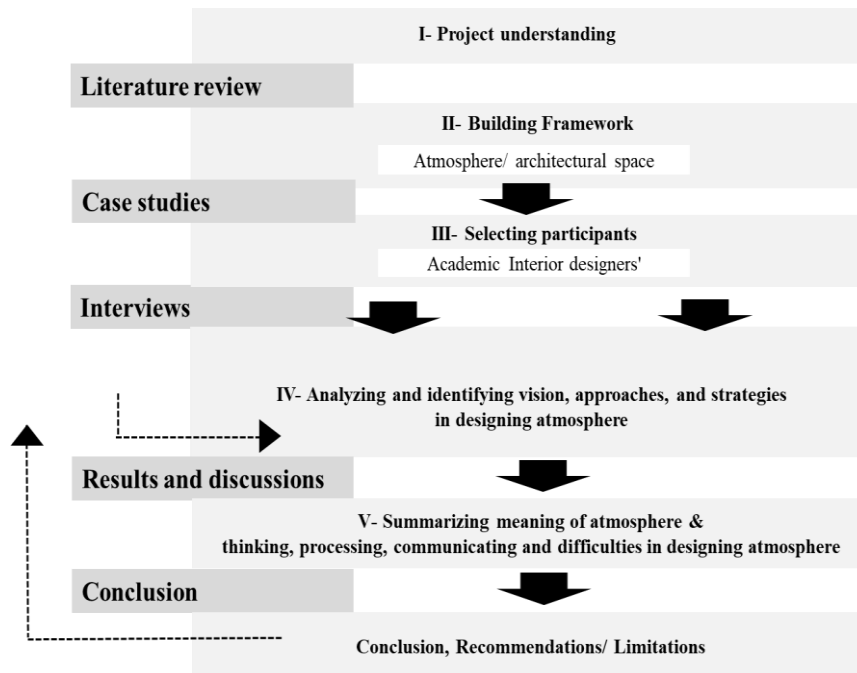 I- Project understanding
Literature review
II- Building Framework
Atmosphere/ architectural space
Case studies
III- Selecting participants
Academic Interior designers'
Interviews
IV- Analyzing and identifying vision, approaches, and strategies
in designing atmosphere
Results and discussions
V- Summarizing meaning of atmosphere &
thinking, processing, communicating and difficulties in designing atmosphere
Conclusion
Conclusion, Recommendations/ Limitations